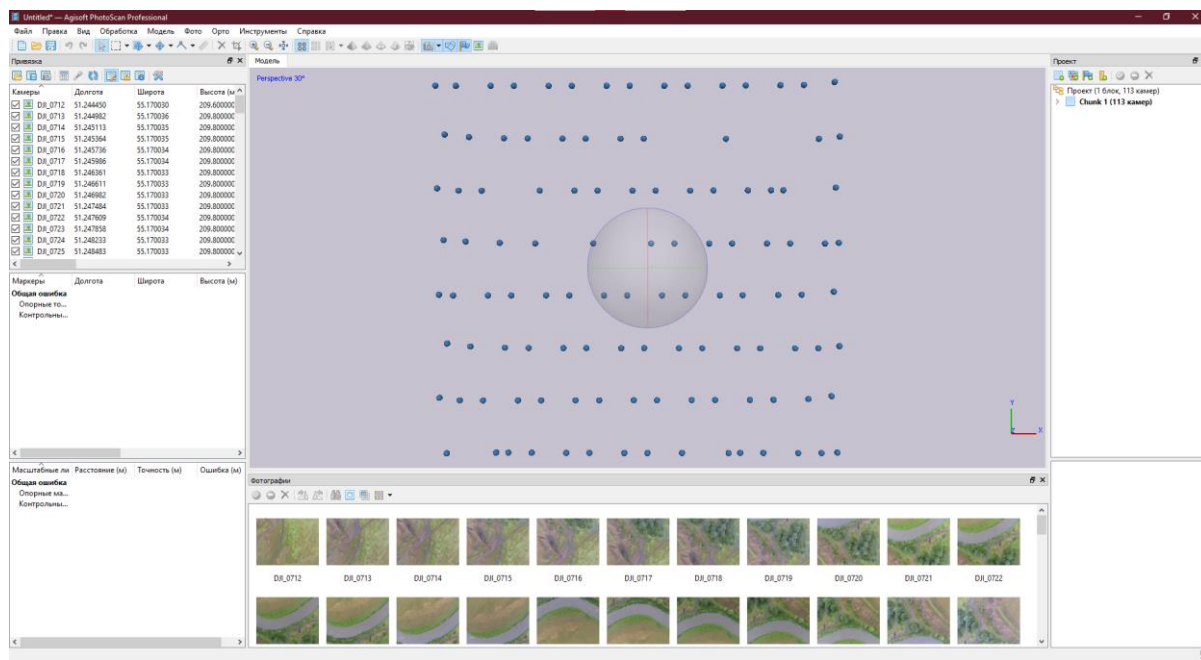 Untitled* — Agisoft PhotoScan Professional
Файл Правка Вид Обработка Модель Фото Орто Инструменты Справка
Привязка
Камеры Долгота Широта Высота (м
DJI_0712 51.244450 55.170030 209.600000
DJI_0713 51.244982 55.170036 209.800000
DJI_0714 51.245113 55.170035 209.800000
DJI_0715 51.245364 55.170035 209.800000
DJI_0716 51.245736 55.170034 209.800000
DJI_0717 51.245986 55.170034 209.800000
DJI_0718 51.246361 55.170033 209.800000
DJI_0719 51.246611 55.170033 209.800000
DJI_0720 51.246982 55.170033 209.800000
DJI_0721 51.247484 55.170033 209.800000
DJI_0722 51.247609 55.170034 209.800000
DJI_0723 51.247858 55.170034 209.800000
DJI_0724 51.248233 55.170033 209.800000
DJI_0725 51.248483 55.170033 209.800000
Маркеры Долгота Широта Высота (м)
Общая ошибка
Опорные то...
Контрольны...
Масштабные ли Расстояние (м) Точность (м) Ошибка (м)
Общая ошибка
Опорные ма...
Контрольны...
Модель
Perspective 30°
Y
Z X
Фотографии
DJI_0712 DJI_0713 DJI_0714 DJI_0715 DJI_0716 DJI_0717 DJI_0718 DJI_0719 DJI_0720 DJI_0721 DJI_0722
Проект
Проект (1 блок, 113 камер)
Chunk 1 (113 камер)